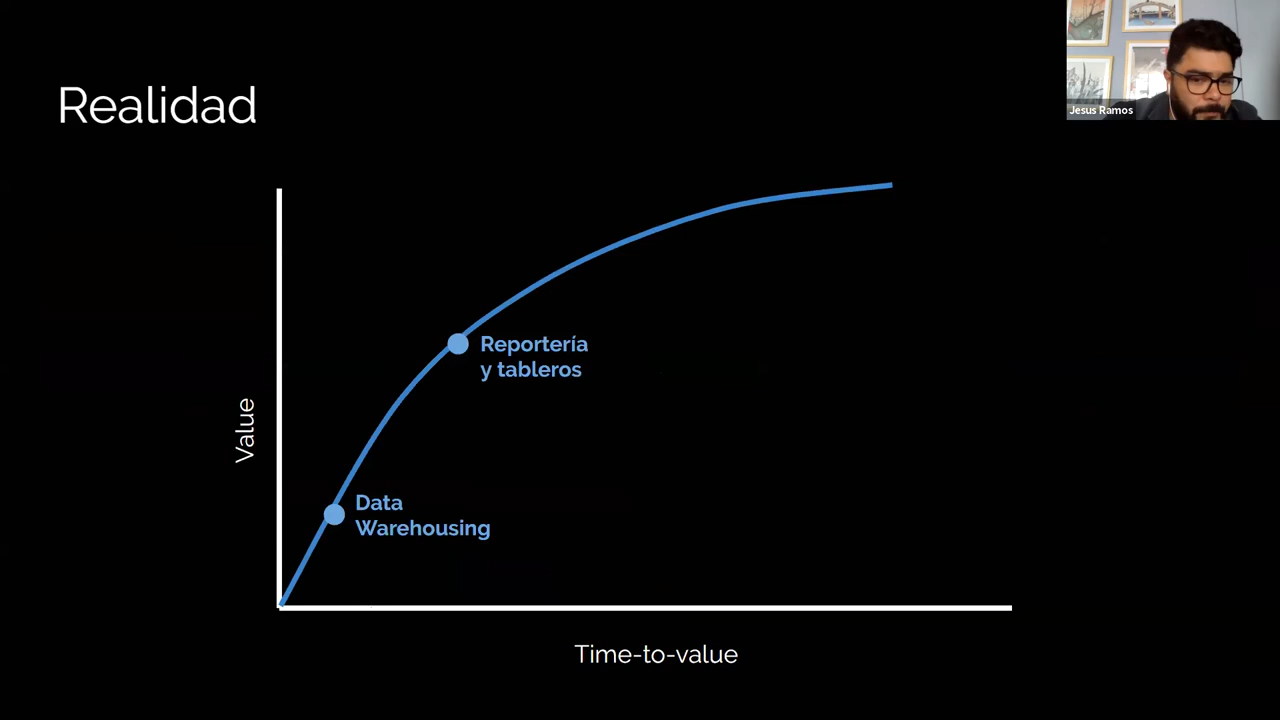 Realidad
Jesus Ramos
Reportería
y tableros
Value
Data
Warehousing
Time-to-value